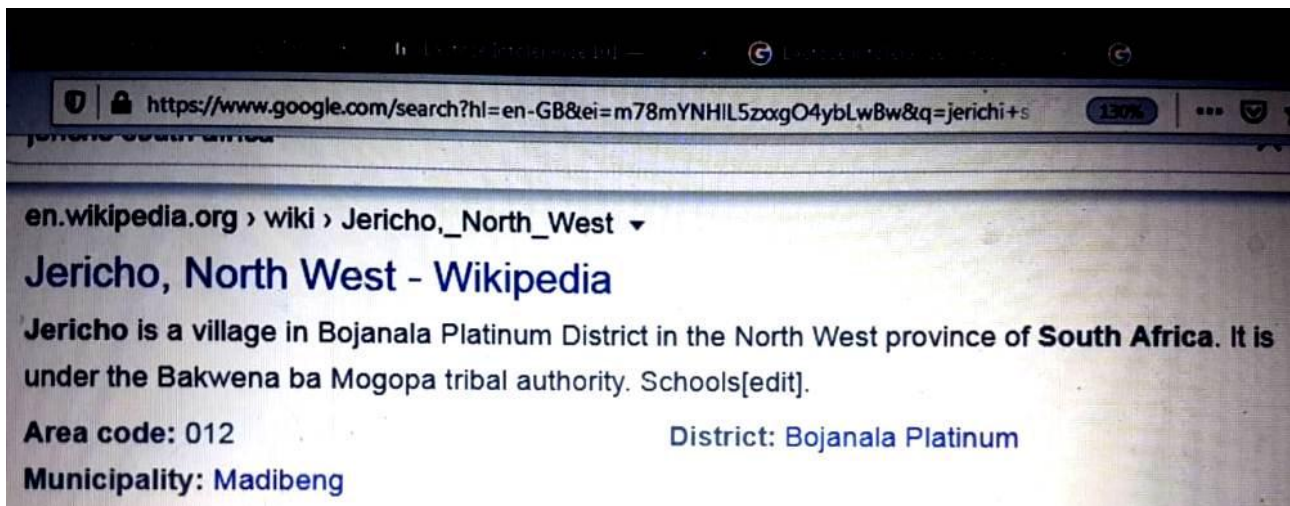 https://www.google.com/search?hl=en-GB&ei=m78mYNHIL5zxxgO4ybLwBw&q=jerichi+s 130%
en.wikipedia.org › wiki › Jericho,_North_West
Jericho, North West - Wikipedia
Jericho is a village in Bojanala Platinum District in the North West province of South Africa. It is
under the Bakwena ba Mogopa tribal authority. Schools[edit].
Area code: 012 District: Bojanala Platinum
Municipality: Madibeng